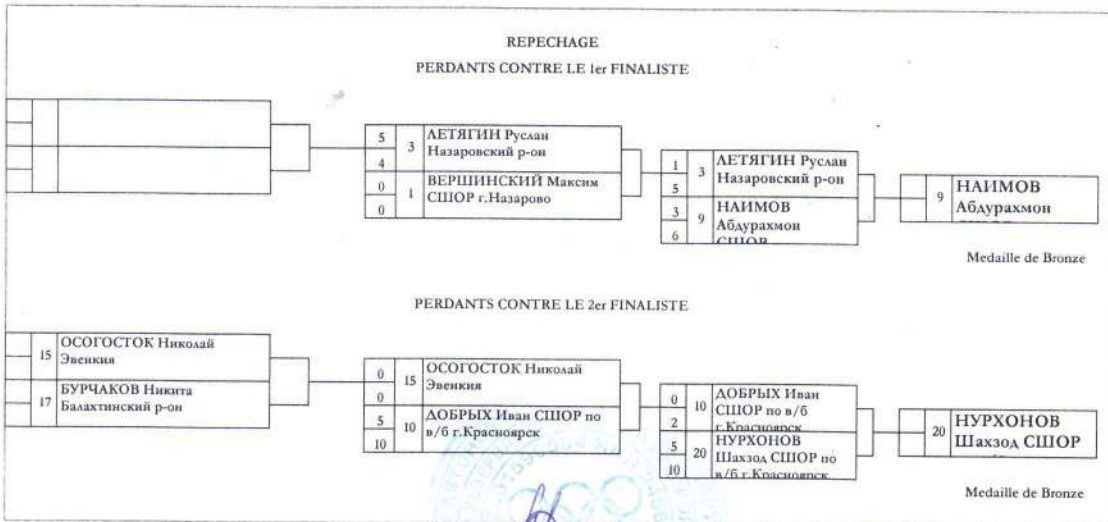 REPECHAGE
PERDANTS CONTRE LE 1er FINALISTE
5
4
3
ЛЕТЯГИН Руслан
Назаровский р-он
0
0
1
ВЕРШИНСКИЙ Максим
СШОР г.Назарово
1
5
3
ЛЕТЯГИН Руслан
Назаровский р-он
3
6
9
НАИМОВ
Абдурахмон
СШОР
9
НАИМОВ
Абдурахмон
Medaille de Bronze
PERDANTS CONTRE LE 2er FINALISTE
15
ОСОГОСТОК Николай
Эвенкия
17
БУРЧАКОВ Никита
Балахтинский р-он
0
0
15
ОСОГОСТОК Николай
Эвенкия
5
10
10
ДОБРЫХ Иван СШОР по
в/б г.Красноярск
0
2
10
ДОБРЫХ Иван
СШОР по в/б
г.Красноярск
5
10
20
НУРХОНОВ
Шахзод СШОР по
в/б г.Красноярск
20
НУРХОНОВ
Шахзод СШОР
Medaille de Bronze